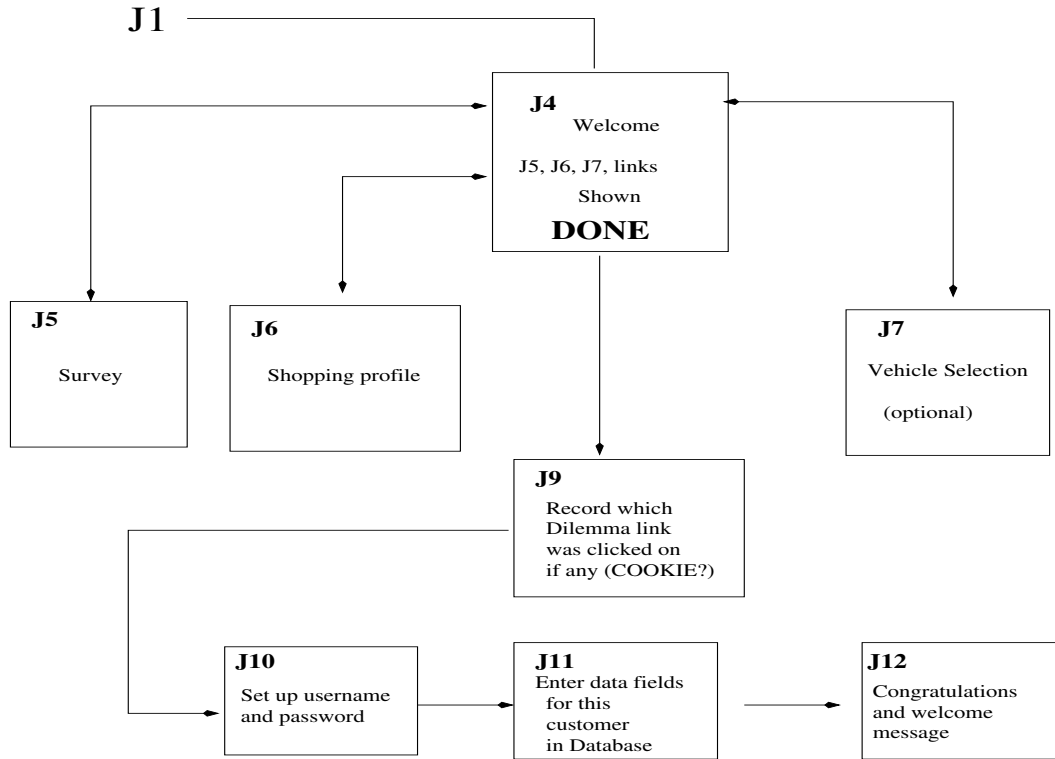 J1
J4
Welcome
J5, J6, J7, links
Shown
DONE
J5
Survey
J6
Shopping profile
J7
Vehicle Selection
(optional)
J9
Record which
Dilemma link
was clicked on
if any (COOKIE?)
J10
Set up username
and password
J11
Enter data fields
for this
customer
in Database
J12
Congratulations
and welcome
message